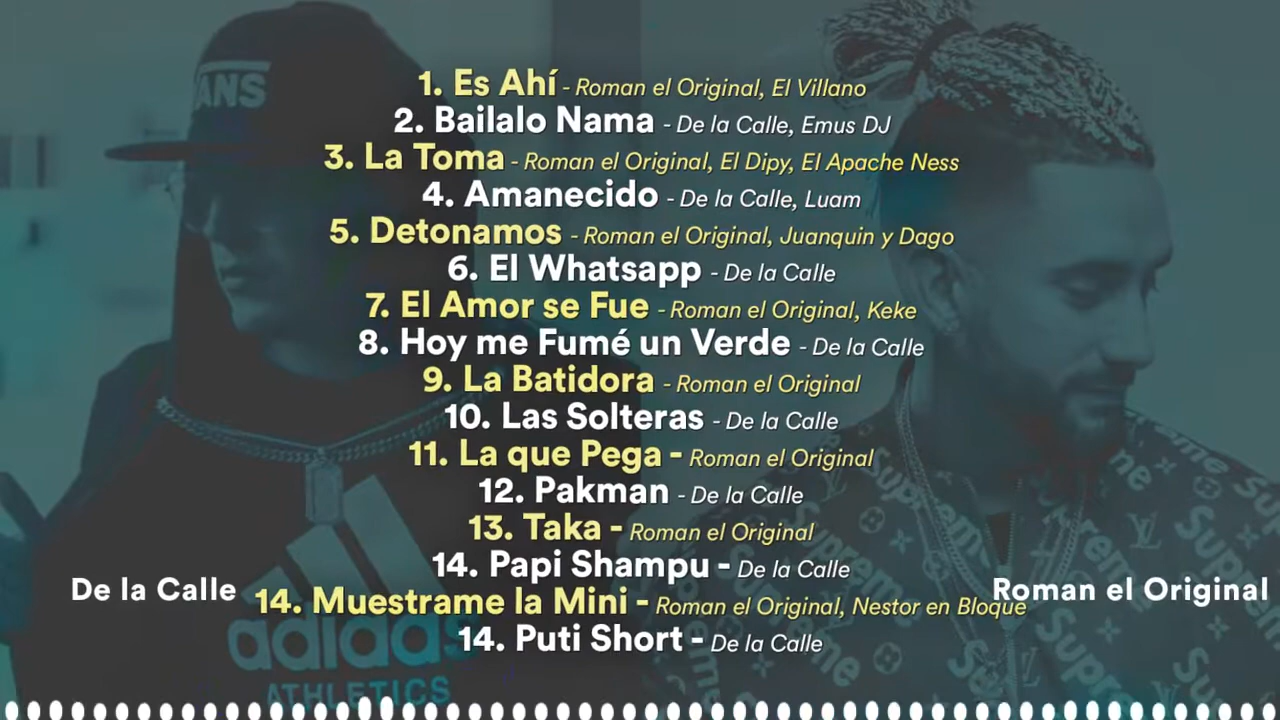 VANS
1. Es Ahí - Roman el Original, El Villano
2. Bailalo Nama - De la Calle, Emus DJ
3. La Toma - Roman el Original, El Dipy, El Apache Ness
4. Amanecido - De la Calle, Luam
5. Detonamos - Roman el Original, Juanquin y Dago
6. El Whatsapp - De la Calle
7. El Amor se Fue - Roman el Original, Keke
8. Hoy me Fumé un Verde - De la Calle
9. La Batidora - Roman el Original
10. Las Solteras - De la Calle
11. La que Pega - Roman el Original
12. Pakman - De la Calle
13. Taka - Roman el Original
14. Papi Shampu - De la Calle
De la Calle
Roman el Original
14. Muestrame la Mini - Roman el Original, Nestor en Bloque
14. Puti Short - De la Calle
adidas
ATHLETICS
Supreme
Supreme
Supreme